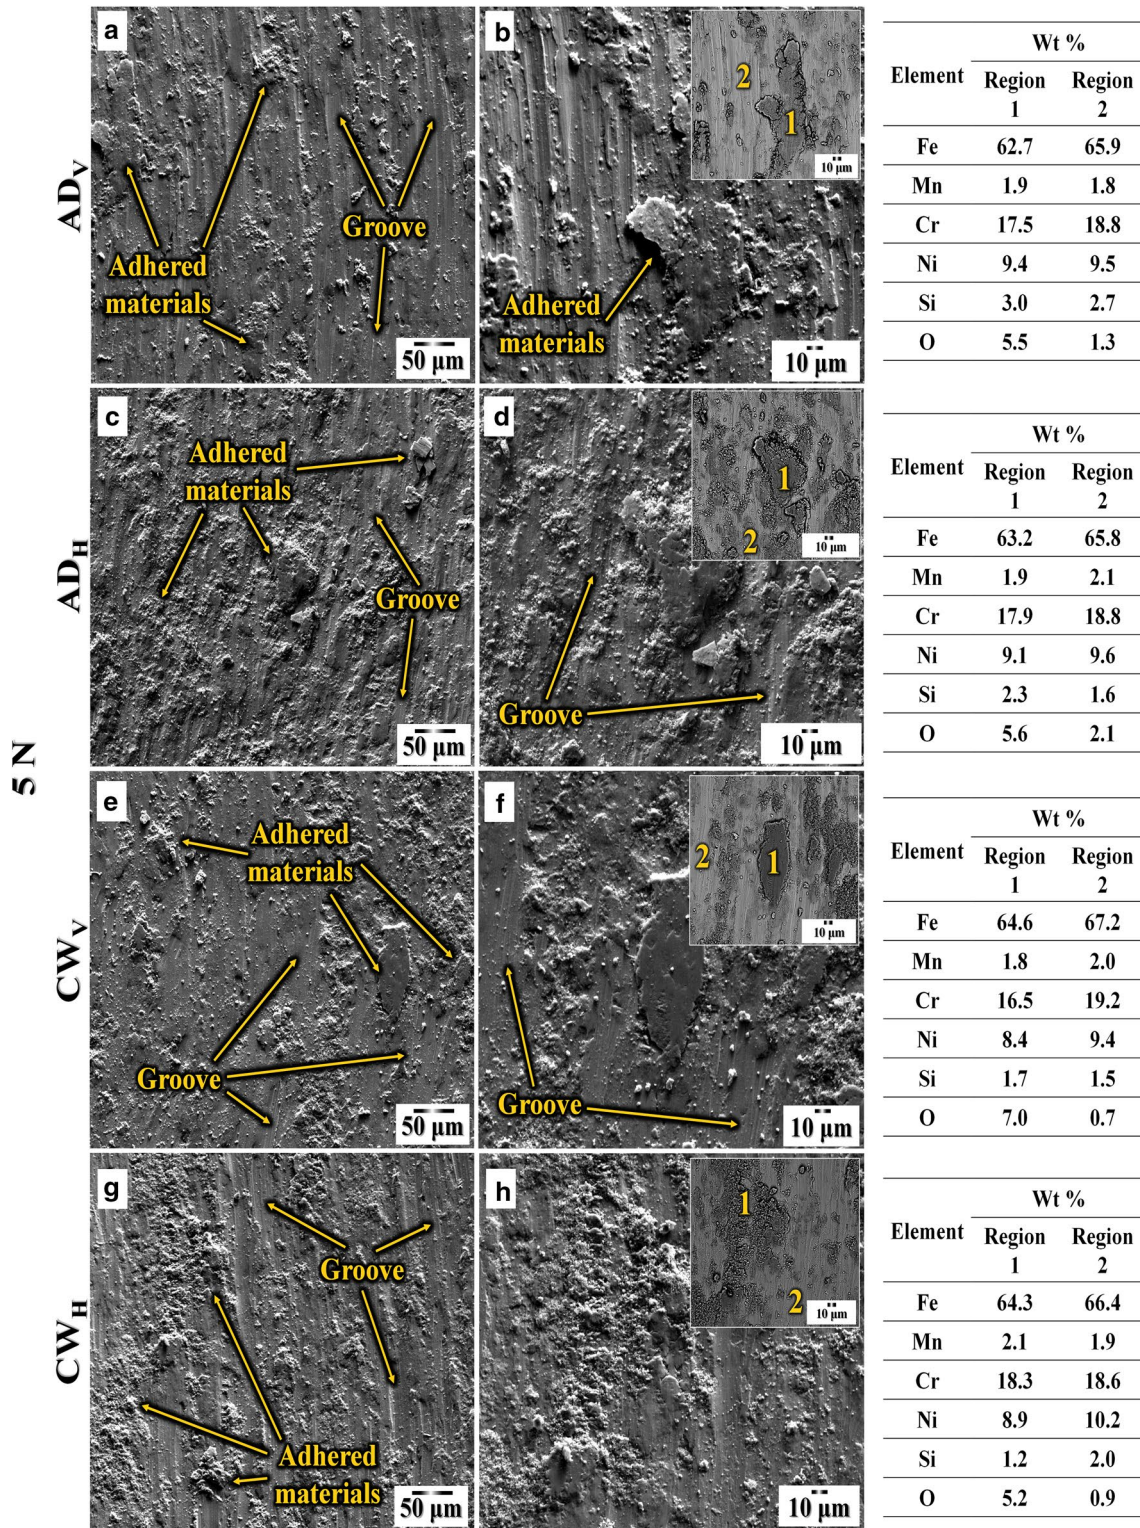 5 N
AD_V
a
Adhered
materials
Groove
50 µm
b
2
1
10 µm
Adhered
materials
10 µm
Element Wt %
Region
1 Region
2
Fe 62.7 65.9
Mn 1.9 1.8
Cr 17.5 18.8
Ni 9.4 9.5
Si 3.0 2.7
O 5.5 1.3
AD_H
c
Adhered
materials
Groove
50 µm
d
1
2
10 µm
Groove
10 µm
Element Wt %
Region
1 Region
2
Fe 63.2 65.8
Mn 1.9 2.1
Cr 17.9 18.8
Ni 9.1 9.6
Si 2.3 1.6
O 5.6 2.1
CW_V
e
Adhered
materials
Groove
50 µm
f
2
1
10 µm
Groove
10 µm
Element Wt %
Region
1 Region
2
Fe 64.6 67.2
Mn 1.8 2.0
Cr 16.5 19.2
Ni 8.4 9.4
Si 1.7 1.5
O 7.0 0.7
CW_H
g
Groove
Adhered
materials
50 µm
h
1
2
10 µm
10 µm
Element Wt %
Region
1 Region
2
Fe 64.3 66.4
Mn 2.1 1.9
Cr 18.3 18.6
Ni 8.9 10.2
Si 1.2 2.0
O 5.2 0.9